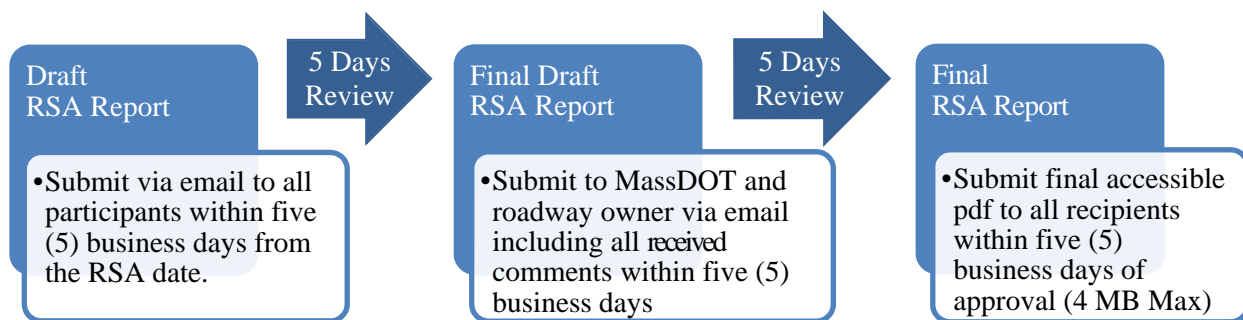 Draft
RSA Report
•Submit via email to all
participants within five
(5) business days from
the RSA date.
5 Days
Review
Final Draft
RSA Report
•Submit to MassDOT and
roadway owner via email
including all received
comments within five (5)
business days
5 Days
Review
Final
RSA Report
•Submit final accessible
pdf to all recipients
within five (5)
business days of
approval (4 MB Max)